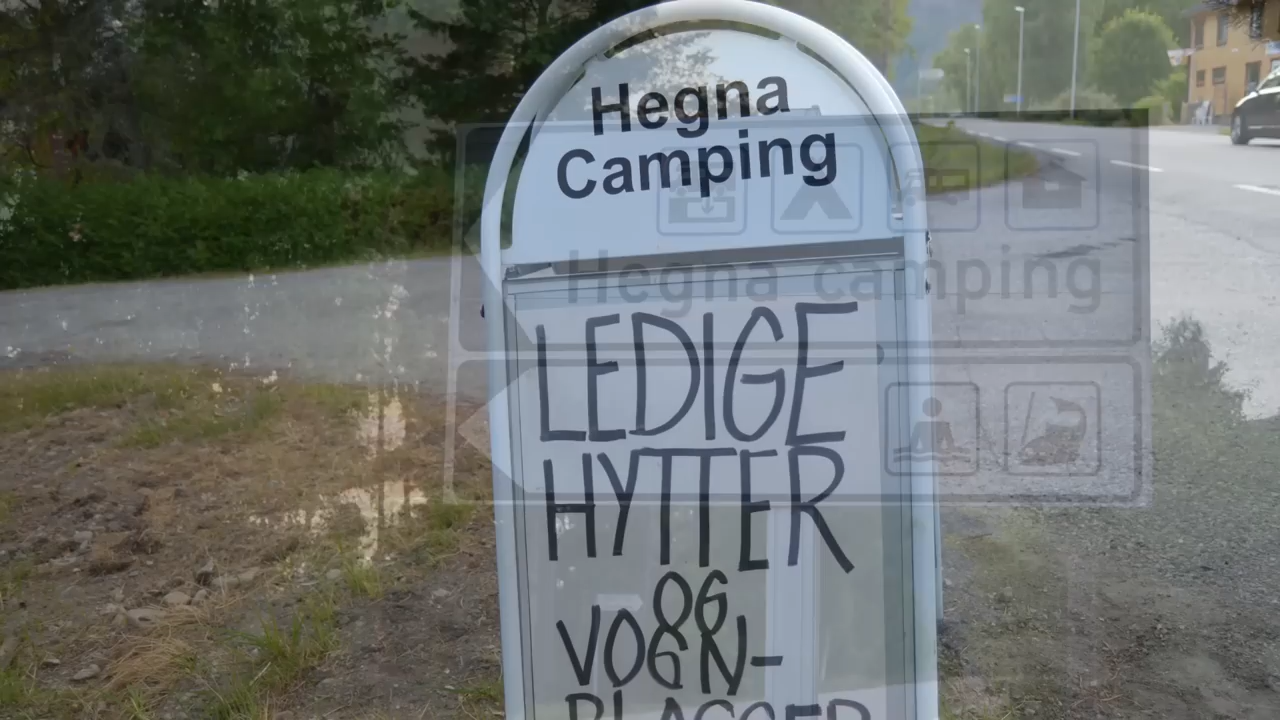 Hegna
Camping
Hegna camping
LEDIGE
HYTTER
OG
VOGN-